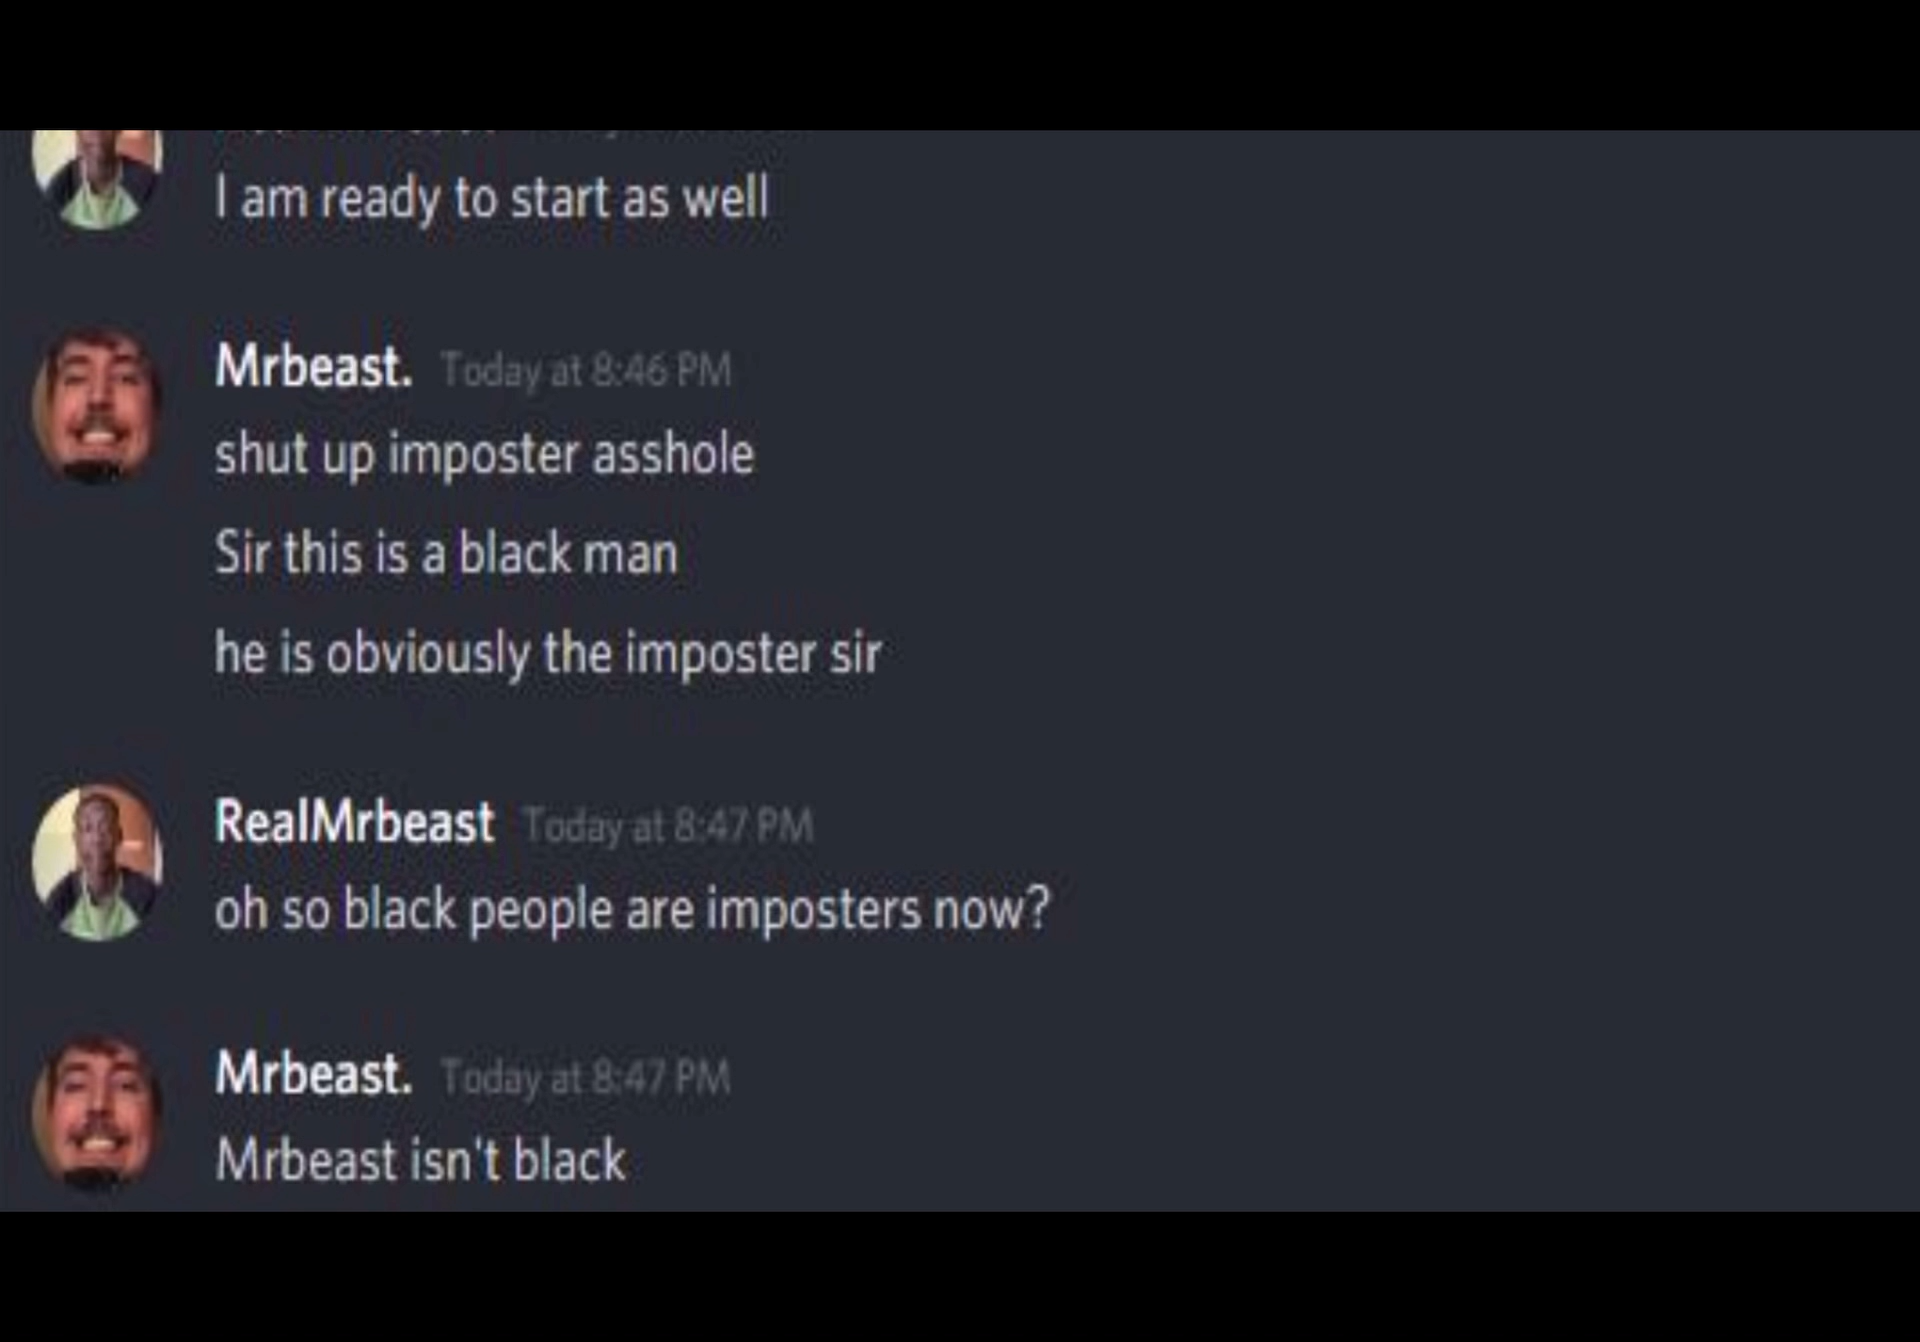 I am ready to start as well
Mrbeast. Today at 8:46 PM
shut up imposter asshole
Sir this is a black man
he is obviously the imposter sir
RealMrbeast Today at 8:47 PM
oh so black people are imposters now?
Mrbeast. Today at 8:47 PM
Mrbeast isn't black